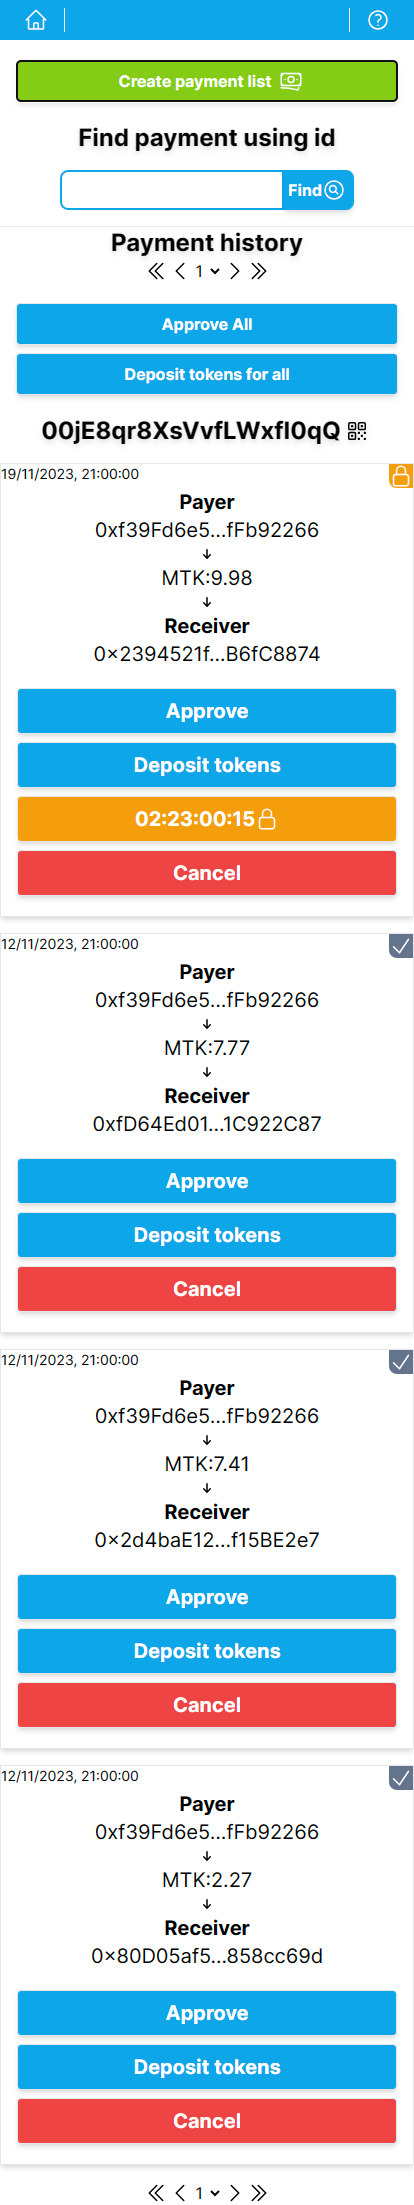 Create payment list
Find payment using id
Find
Payment history
1
Approve All
Deposit tokens for all
00jE8qr8XsVvfLWxfI0qQ
19/11/2023, 21:00:00
Payer
0xf39Fd6e5...fFb92266
MTK:9.98
Receiver
0×2394521f...B6fC8874
Approve
Deposit tokens
02:23:00:15
Cancel
12/11/2023, 21:00:00
Payer
0xf39Fd6e5...fFb92266
MTK:7.77
Receiver
0xfD64Ed01...1C922C87
Approve
Deposit tokens
Cancel
12/11/2023, 21:00:00
Payer
0xf39Fd6e5...fFb92266
MTK:7.41
Receiver
0×2d4baE12...f15BE2e7
Approve
Deposit tokens
Cancel
12/11/2023, 21:00:00
Payer
0xf39Fd6e5...fFb92266
MTK:2.27
Receiver
0×80D05af5...858cc69d
Approve
Deposit tokens
Cancel
1